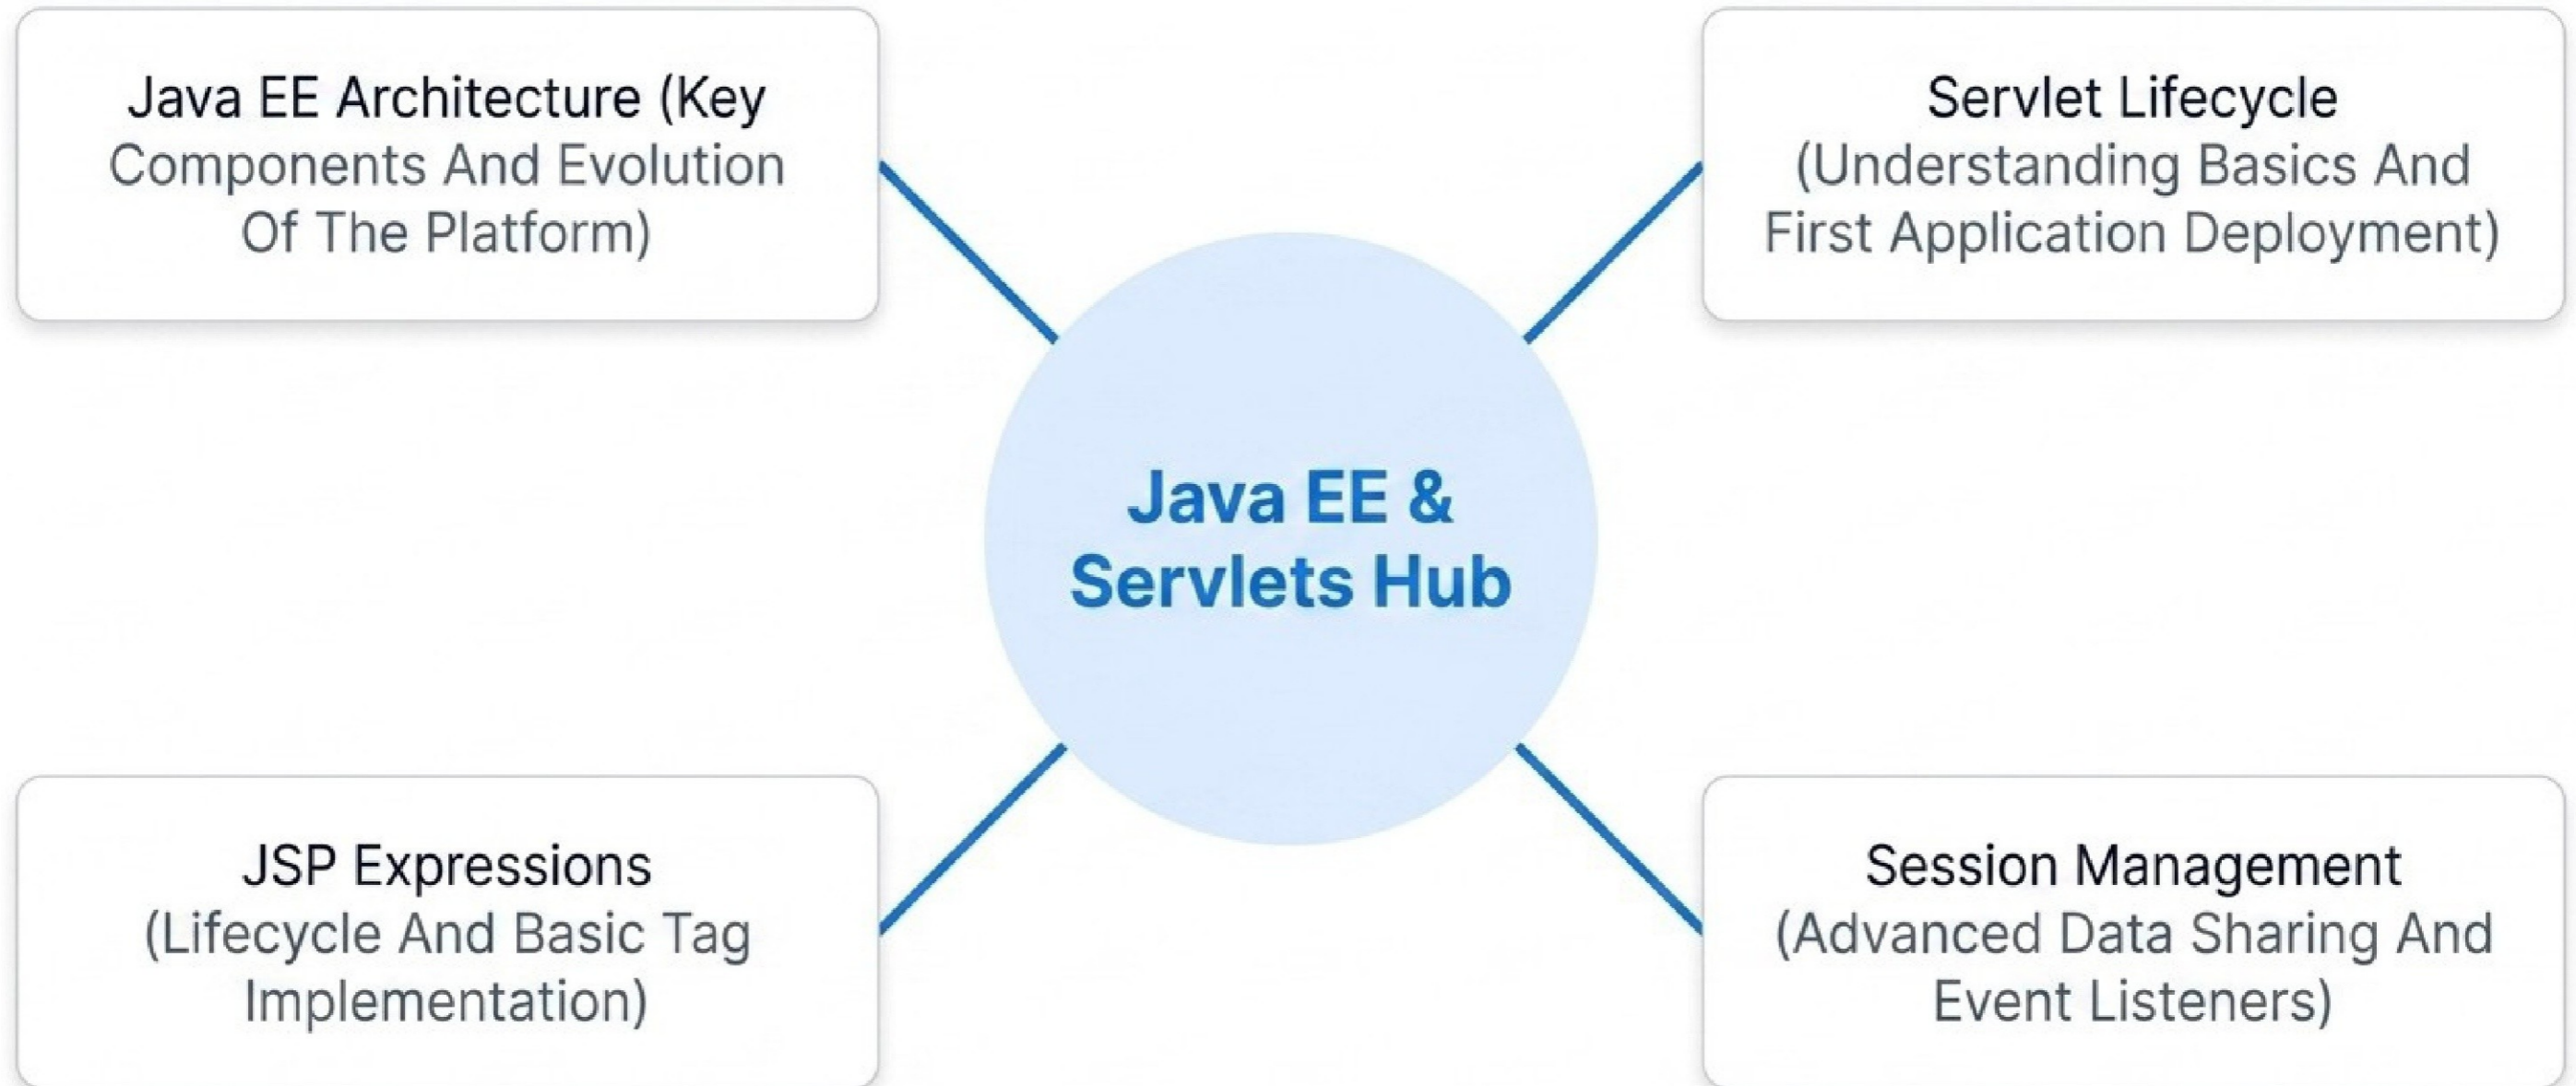 Java EE Architecture (Key
Components And Evolution
Of The Platform)
Servlet Lifecycle
(Understanding Basics And
First Application Deployment)
Java EE &
Servlets Hub
JSP Expressions
(Lifecycle And Basic Tag
Implementation)
Session Management
(Advanced Data Sharing And
Event Listeners)